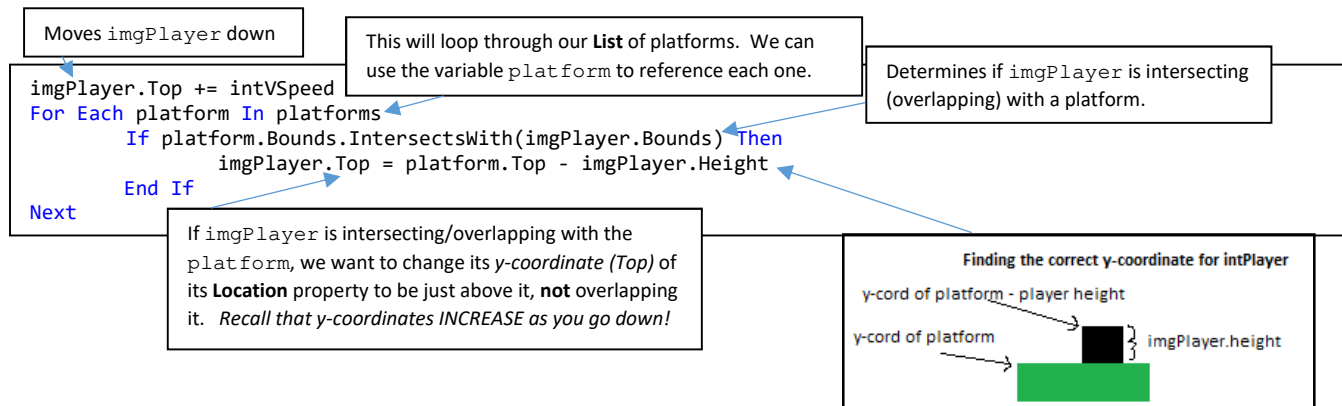 Moves imgPlayer down
This will loop through our List of platforms.  We can
use the variable platform to reference each one.
Determines if imgPlayer is intersecting
(overlapping) with a platform.
imgPlayer.Top += intVSpeed
For Each platform In platforms
If platform.Bounds.IntersectsWith(imgPlayer.Bounds) Then
imgPlayer.Top = platform.Top - imgPlayer.Height
End If
Next
If imgPlayer is intersecting/overlapping with the
platform, we want to change its y-coordinate (Top) of
its Location property to be just above it, not overlapping
it.  Recall that y-coordinates INCREASE as you go down!
Finding the correct y-coordinate for intPlayer
y-cord of platform - player height
y-cord of platform
imgPlayer.height